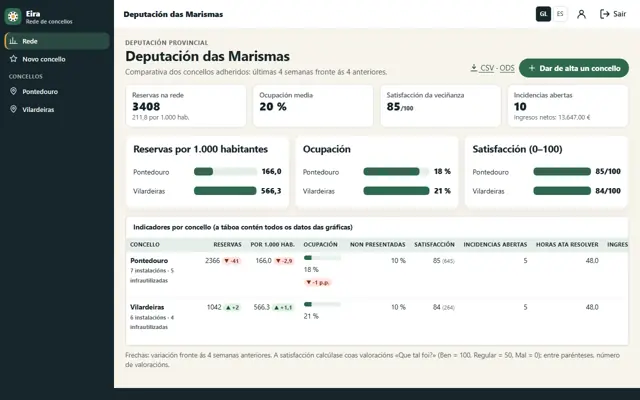 Eira
Rede de concellos
Rede
Novo concello
CONCELLOS
Pontedouro
Vilardeiras
Deputación das Marismas
GL
ES
Saír
DEPUTACIÓN PROVINCIAL
Deputación das Marismas
Comparativa dos concellos adheridos: últimas 4 semanas fronte ás 4 anteriores.
CSV · ODS
Dar de alta un concello
Reservas na rede
3408
211,8 por 1.000 hab.
Ocupación media
20 %
Satisfacción da veciñanza
85/100
Incidencias abertas
10
Ingresos netos: 13.647,00 €
Reservas por 1.000 habitantes
Pontedouro 166,0
Vilardeiras 566,3
Ocupación
Pontedouro 18 %
Vilardeiras 21 %
Satisfacción (0–100)
Pontedouro 85/100
Vilardeiras 84/100
Indicadores por concello (a táboa contén todos os datos das gráficas)
CONCELLO RESERVAS POR 1.000 HAB. OCUPACIÓN NON PRESENTADAS SATISFACCIÓN INCIDENCIAS ABERTAS HORAS ATA RESOLVER INGRES
Pontedouro 2366 ▼ -41 166,0 ▼ -2,9 10 % 85 (645) 5 48,0
7 instalacións · 5 infrautilizadas
18 %
▼ -1 p.p.
Vilardeiras 1042 ▲ +2 566,3 ▲ +1,1 10 % 84 (264) 5 48,0
6 instalacións · 4 infrautilizadas
21 %
Frechas: variación fronte ás 4 semanas anteriores. A satisfacción calcúlase coas valoracións «Que tal foi?» (Ben = 100, Regular = 50, Mal = 0); entre parénteses, número
de valoracións.